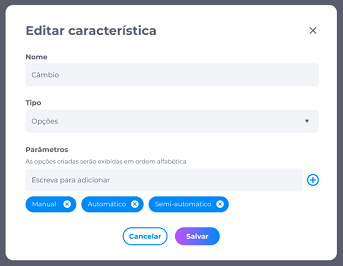 Editar característica
Nome
Câmbio
Tipo
Opções
Parâmetros
As opções criadas serão exibidas em ordem alfabética.
Escreva para adicionar
Manual
Automático
Semi-automático
Cancelar
Salvar